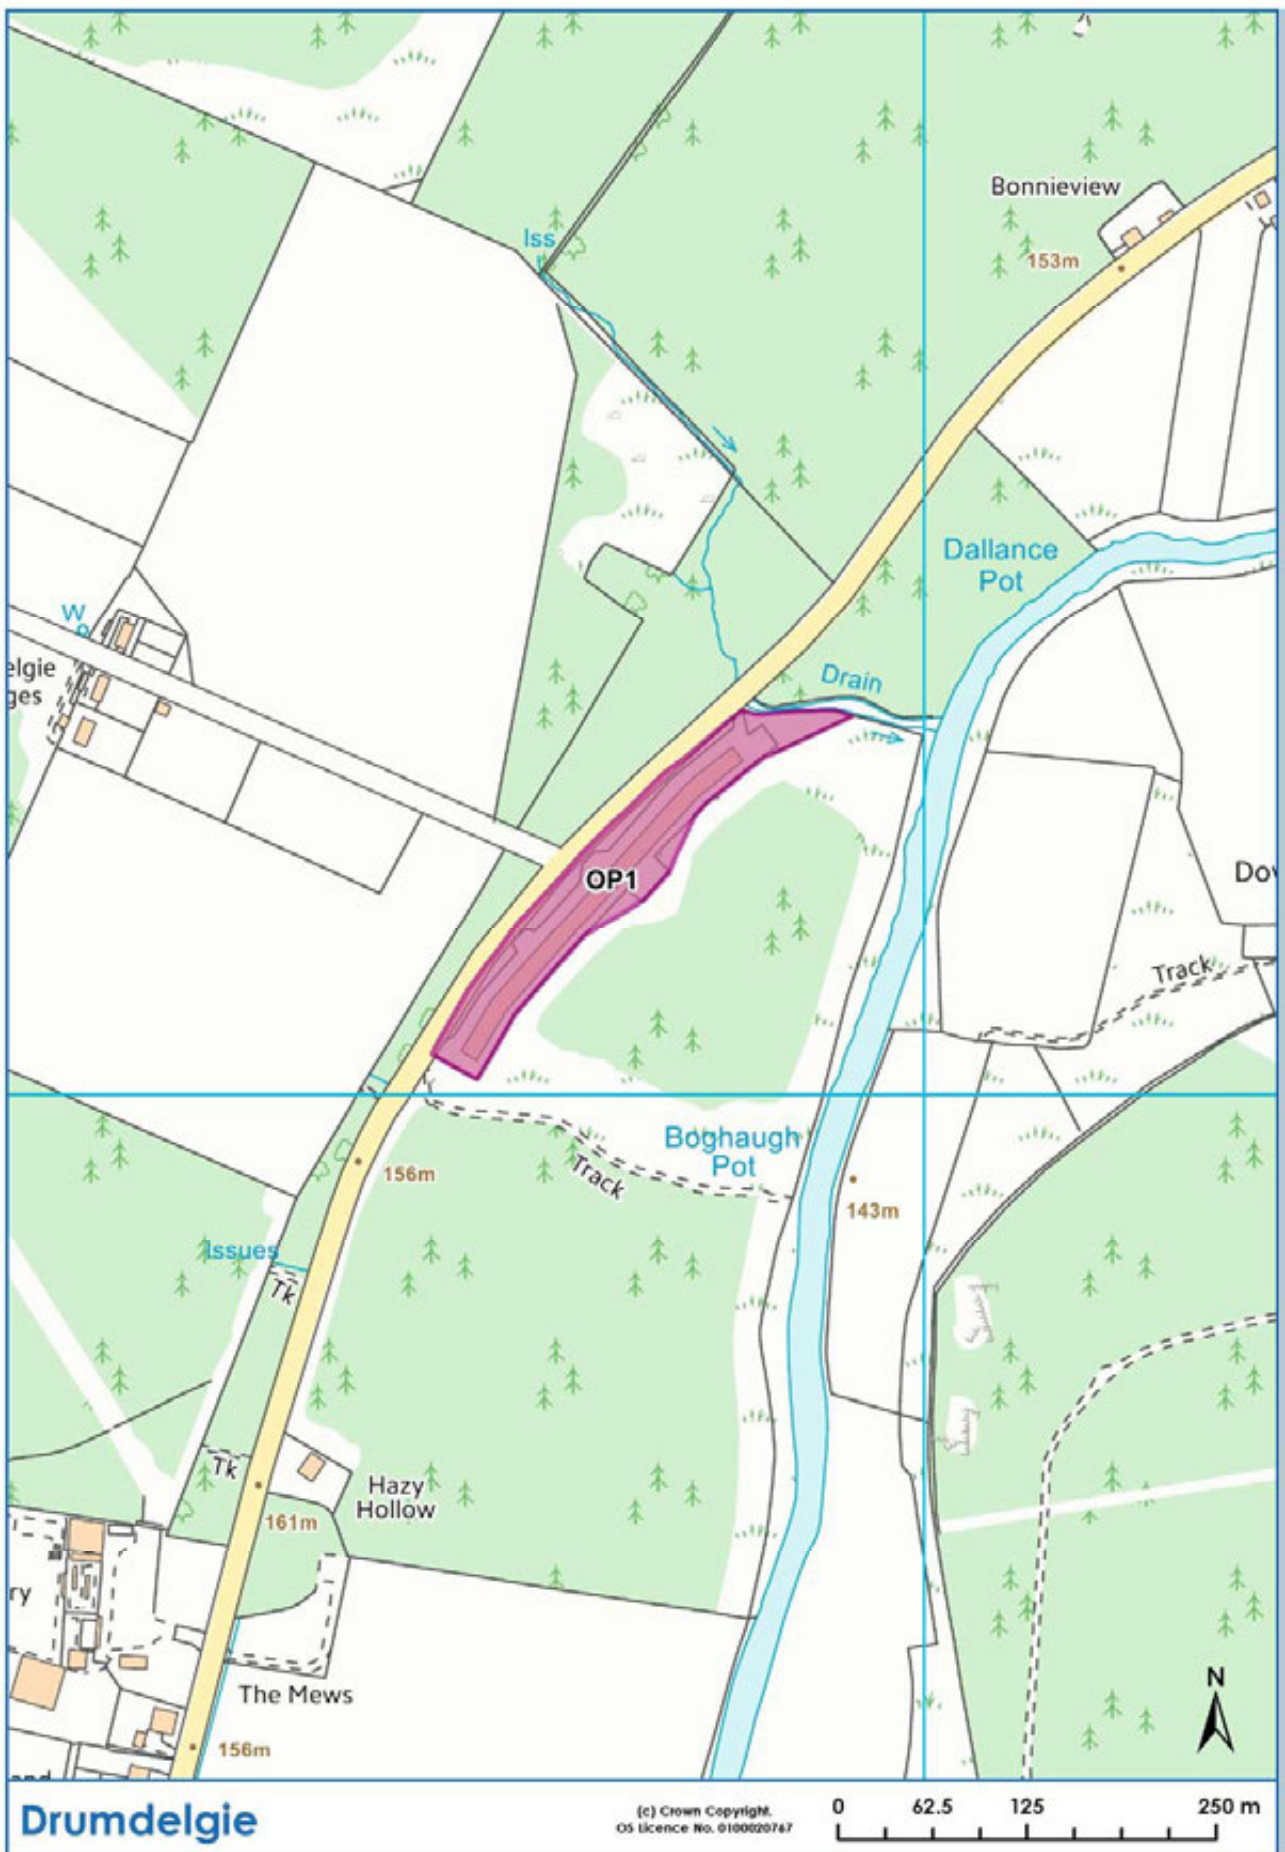 Iss
Bonnieview
153m
Dallance
Pot
W
elgie
ges
Drain
OP1
Dov
Track
Boghaugh
Pot
Track
156m
143m
Issues
Tk
Tk
Hazy
Hollow
161m
ry
The Mews
N
156m
and
Drumdelgie
(c) Crown Copyright.
OS Licence No. 0100020767
0 62.5 125 250 m